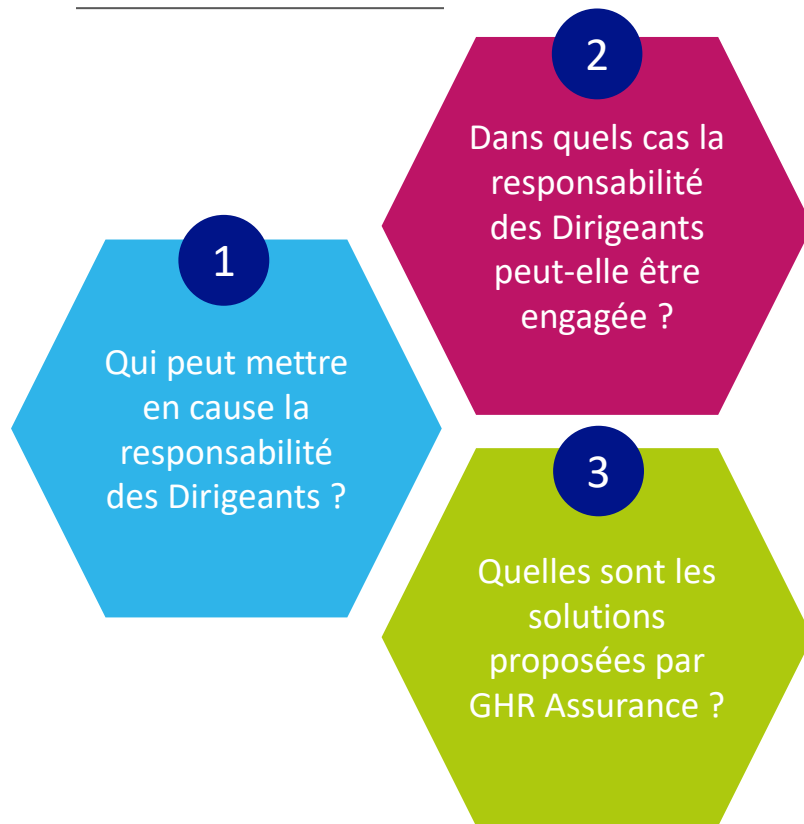 1
Qui peut mettre
en cause la
responsabilité
des Dirigeants ?
2
Dans quels cas la
responsabilité
des Dirigeants
peut-elle être
engagée ?
3
Quelles sont les
solutions
proposées par
GHR Assurance ?